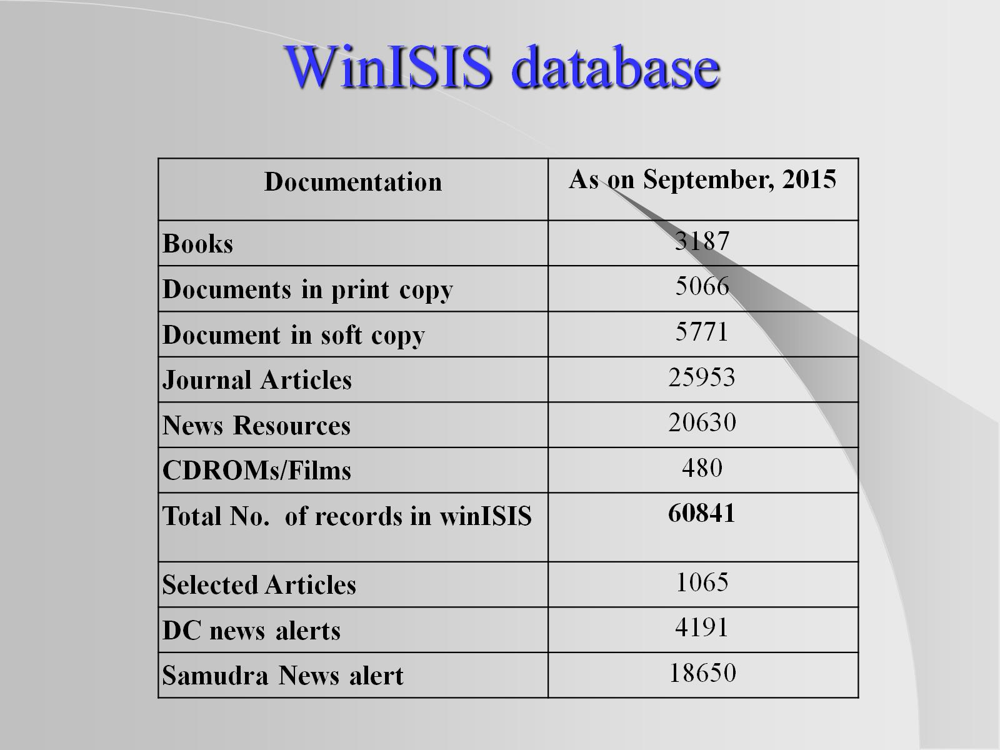 WinISIS database
Documentation As on September, 2015
Books 3187
Documents in print copy 5066
Document in soft copy 5771
Journal Articles 25953
News Resources 20630
CDROMs/Films 480
Total No. of records in winISIS 60841
Selected Articles 1065
DC news alerts 4191
Samudra News alert 18650